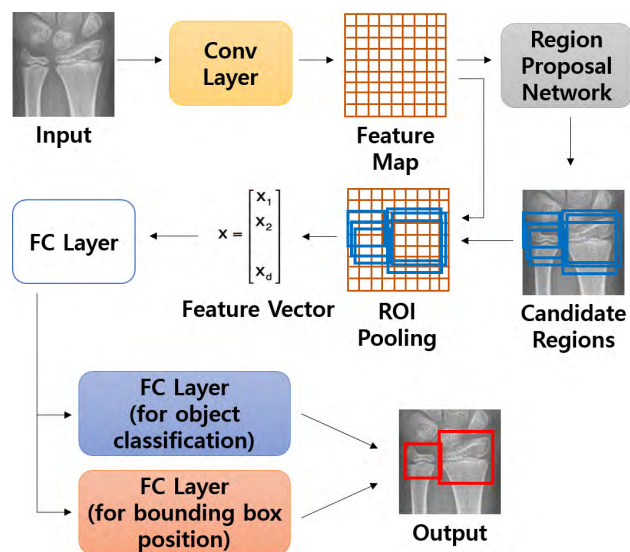 Conv
Layer
Region
Proposal
Network
Input
Feature
Map
FC Layer
x =
x1
x2
xd
Feature Vector
ROI
Pooling
Candidate
Regions
FC Layer
(for object
classification)
FC Layer
(for bounding box
position)
Output